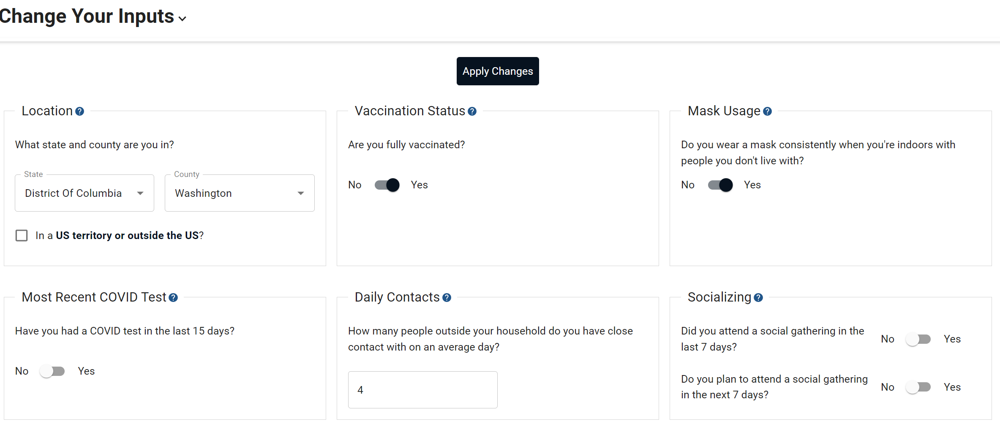 Change Your Inputs
Apply Changes
Location
What state and county are you in?
State
District Of Columbia
County
Washington
In a US territory or outside the US?
Vaccination Status
Are you fully vaccinated?
No Yes
Mask Usage
Do you wear a mask consistently when you're indoors with
people you don't live with?
No Yes
Most Recent COVID Test
Have you had a COVID test in the last 15 days?
No Yes
Daily Contacts
How many people outside your household do you have close
contact with on an average day?
4
Socializing
Did you attend a social gathering in the
last 7 days?
No Yes
Do you plan to attend a social gathering
in the next 7 days?
No Yes